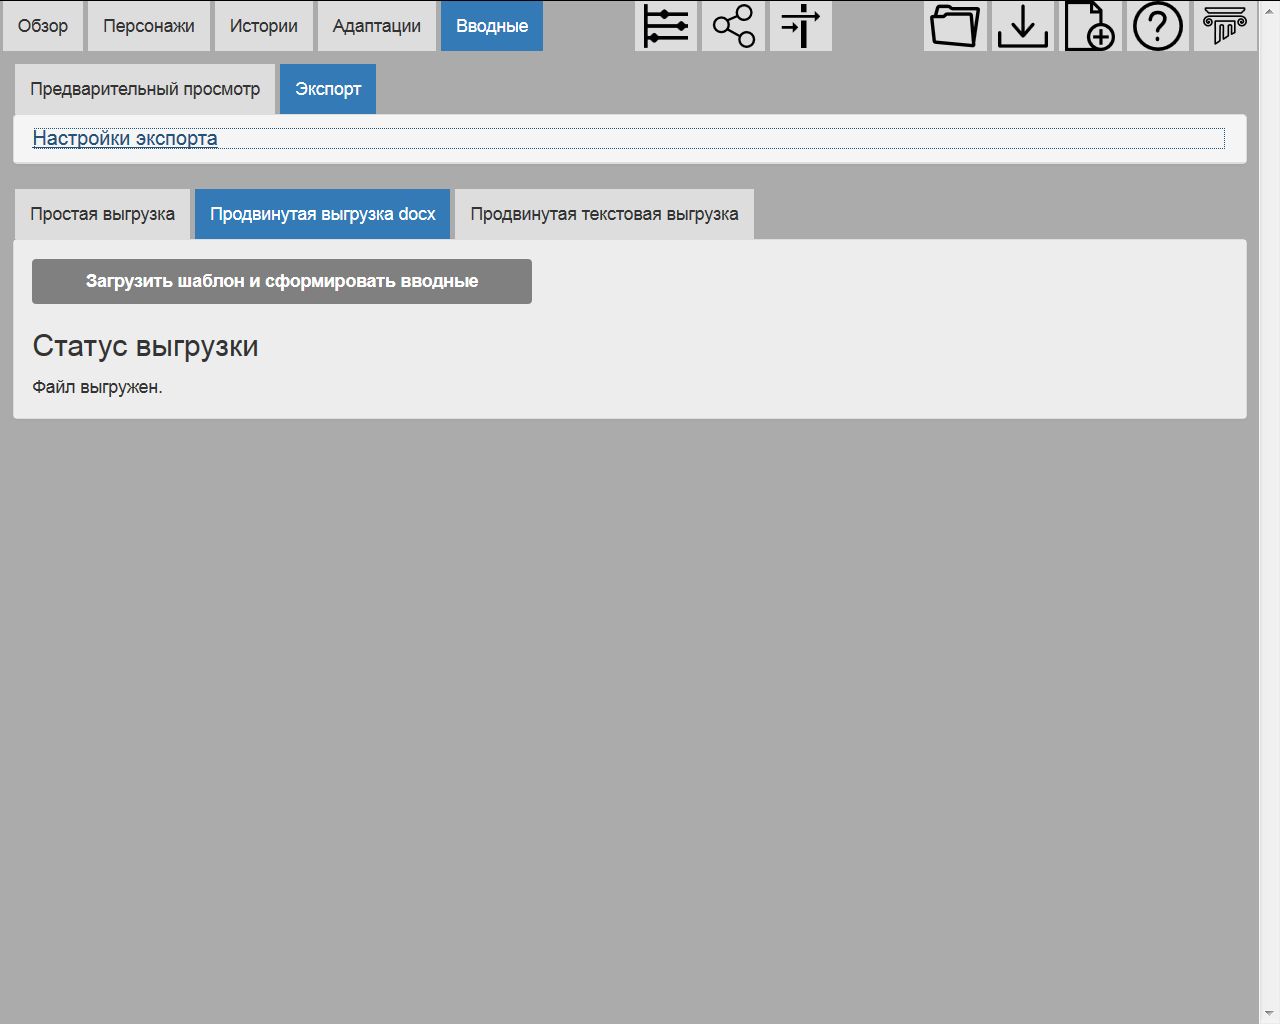 Обзор Персонажи Истории Адаптации Вводные
Предварительный просмотр Экспорт
Настройки экспорта
Простая выгрузка Продвинутая выгрузка docx Продвинутая текстовая выгрузка
Загрузить шаблон и сформировать вводные
Статус выгрузки
Файл выгружен.